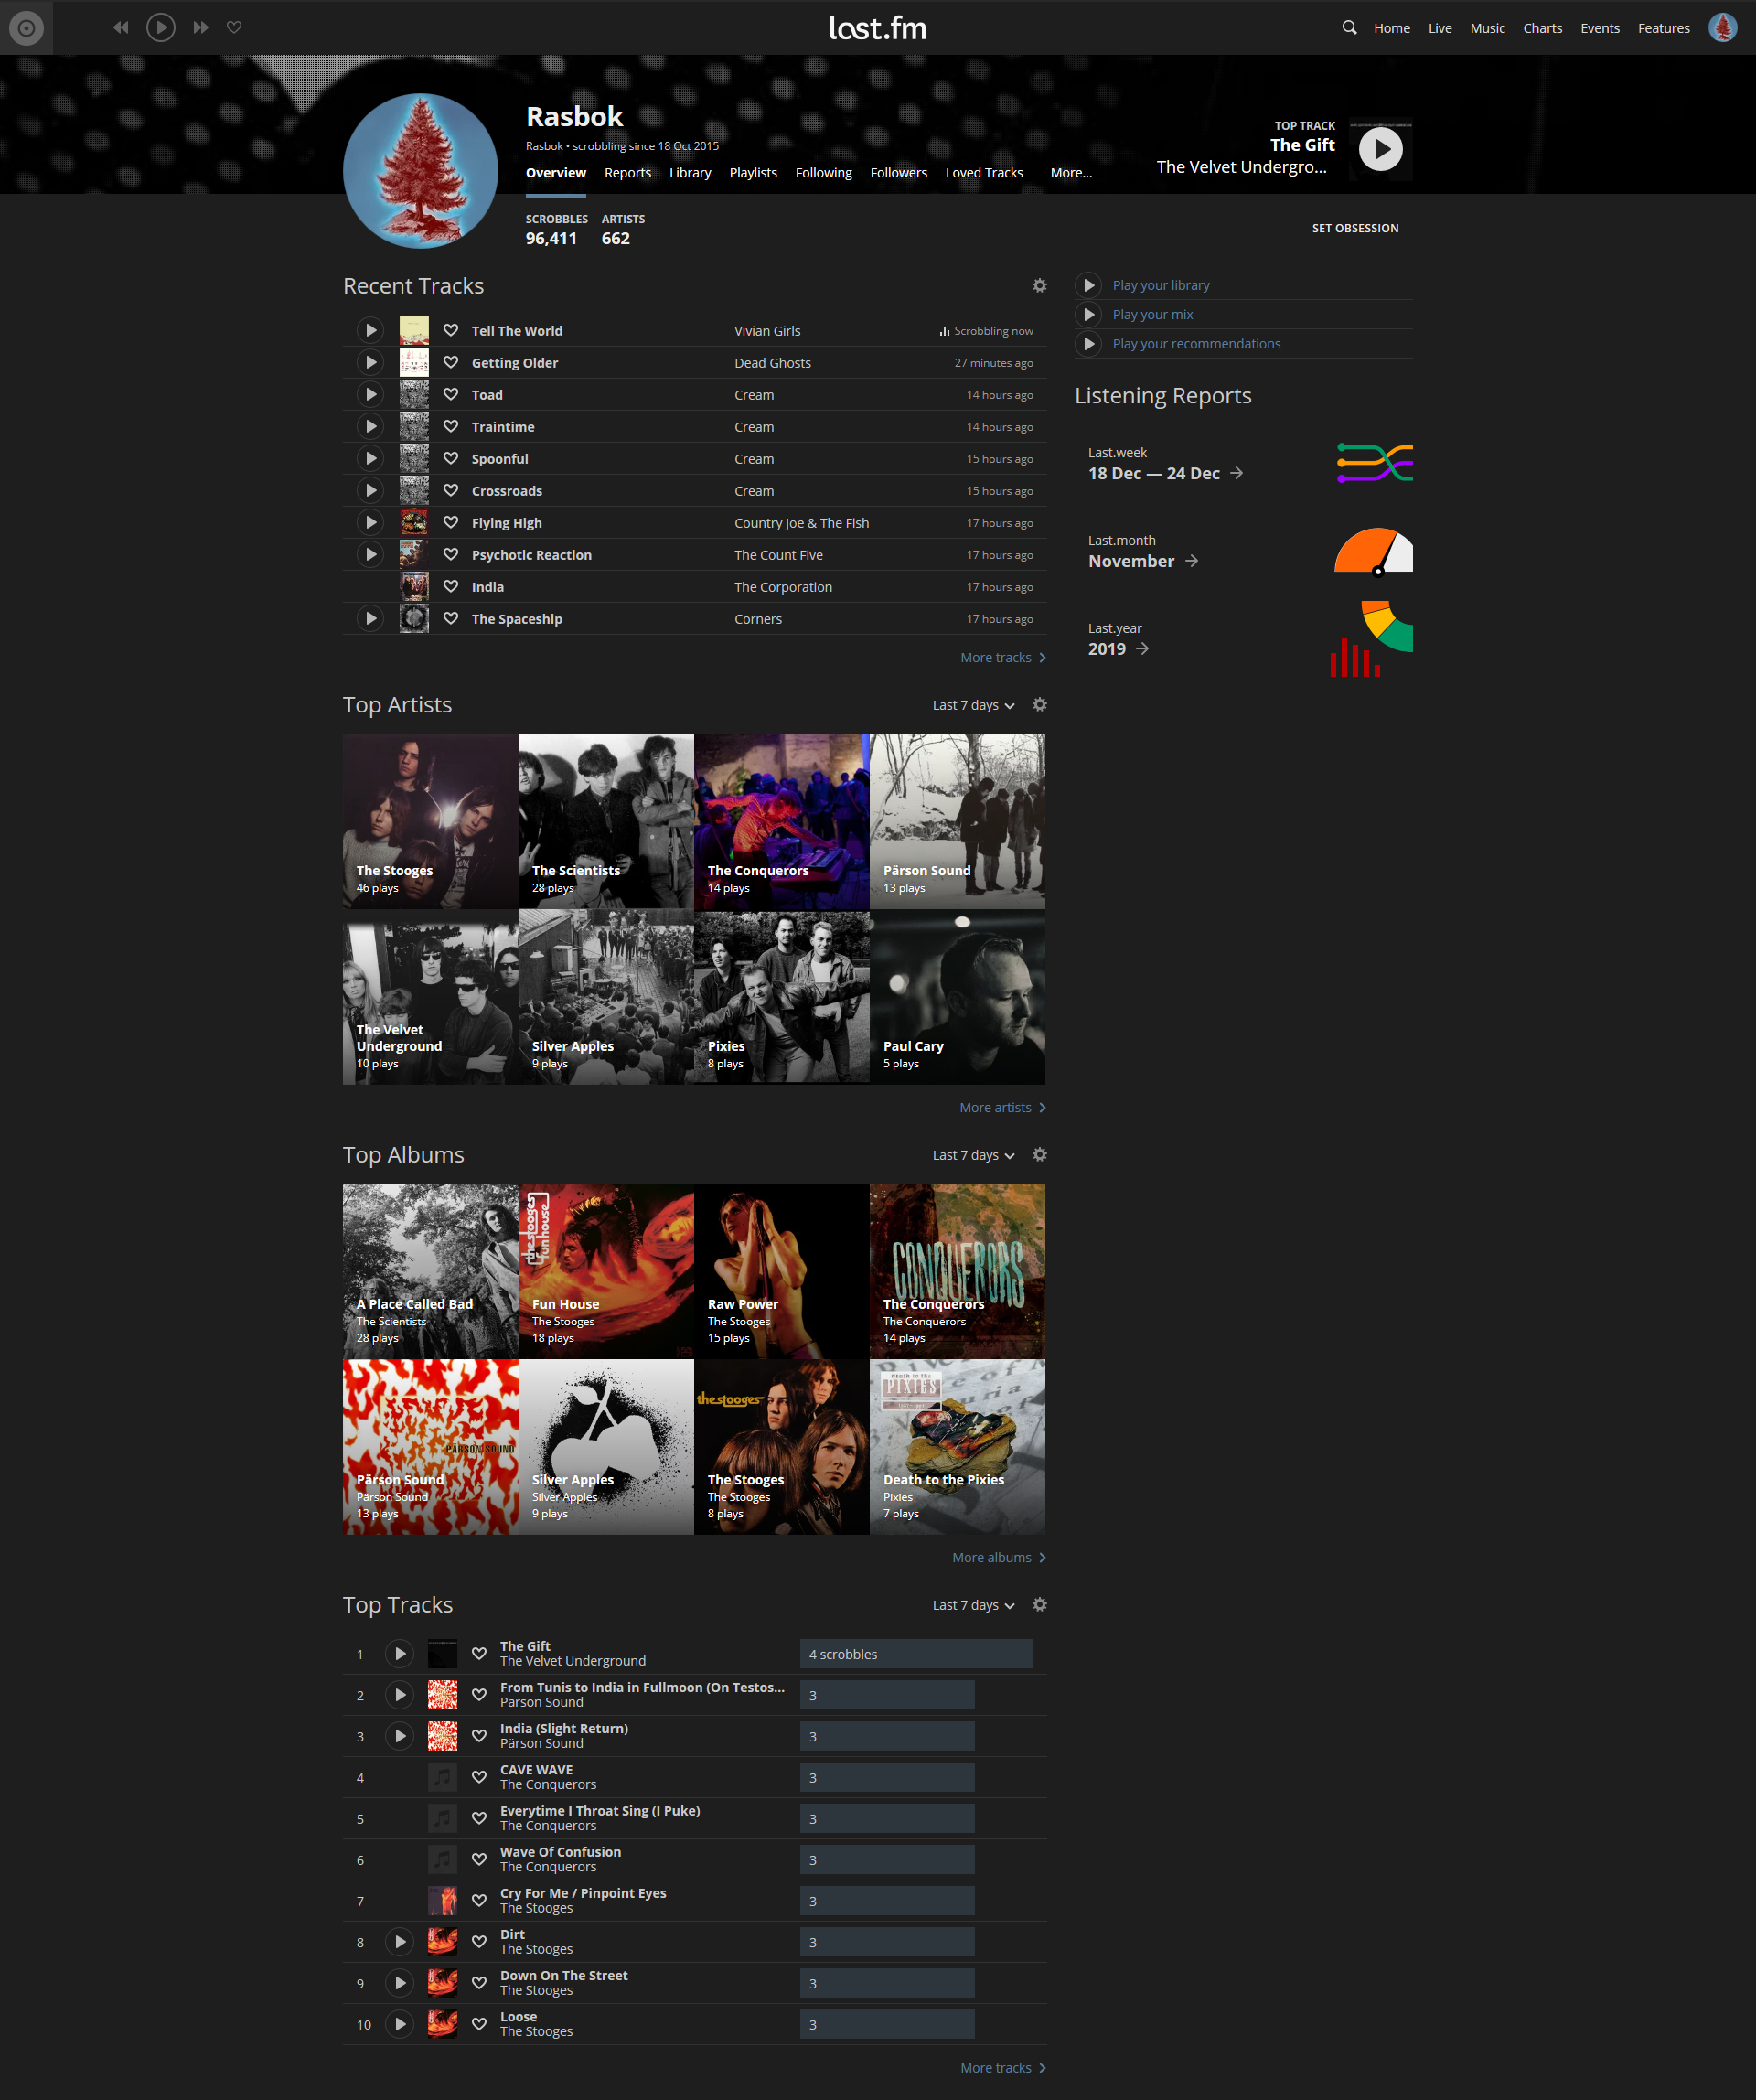 last.fm
Home Live Music Charts Events Features
Rasbok
Rasbok • scrobbling since 18 Oct 2015
Overview Reports Library Playlists Following Followers Loved Tracks More...
TOP TRACK
The Gift
The Velvet Undergro...
SCROBBLES ARTISTS
96,411 662
SET OBSESSION
Recent Tracks
Tell The World Vivian Girls Scrobbling now
Getting Older Dead Ghosts 27 minutes ago
Toad Cream 14 hours ago
Traintime Cream 14 hours ago
Spoonful Cream 15 hours ago
Crossroads Cream 15 hours ago
Flying High Country Joe & The Fish 17 hours ago
Psychotic Reaction The Count Five 17 hours ago
India The Corporation 17 hours ago
The Spaceship Corners 17 hours ago
More tracks
Play your library
Play your mix
Play your recommendations
Listening Reports
Last.week
18 Dec — 24 Dec
Last.month
November
Last.year
2019
Top Artists
Last 7 days
The Stooges
46 plays
The Scientists
28 plays
The Conquerors
14 plays
Pärson Sound
13 plays
The Velvet
Underground
10 plays
Silver Apples
9 plays
Pixies
8 plays
Paul Cary
5 plays
More artists
Top Albums
Last 7 days
A Place Called Bad
The Scientists
28 plays
the stooges
fun house
Fun House
The Stooges
18 plays
Raw Power
The Stooges
15 plays
CONQUERORS
The Conquerors
The Conquerors
14 plays
PÄRSON SOUND
Pärson Sound
Pärson Sound
13 plays
Silver Apples
Silver Apples
9 plays
the stooges
The Stooges
The Stooges
8 plays
death to the
PIXIES
Death to the Pixies
Pixies
7 plays
More albums
Top Tracks
Last 7 days
1 The Gift
The Velvet Underground
4 scrobbles
2 From Tunis to India in Fullmoon (On Testos...
Pärson Sound
3
3 India (Slight Return)
Pärson Sound
3
4 CAVE WAVE
The Conquerors
3
5 Everytime I Throat Sing (I Puke)
The Conquerors
3
6 Wave Of Confusion
The Conquerors
3
7 Cry For Me / Pinpoint Eyes
The Stooges
3
8 Dirt
The Stooges
3
9 Down On The Street
The Stooges
3
10 Loose
The Stooges
3
More tracks